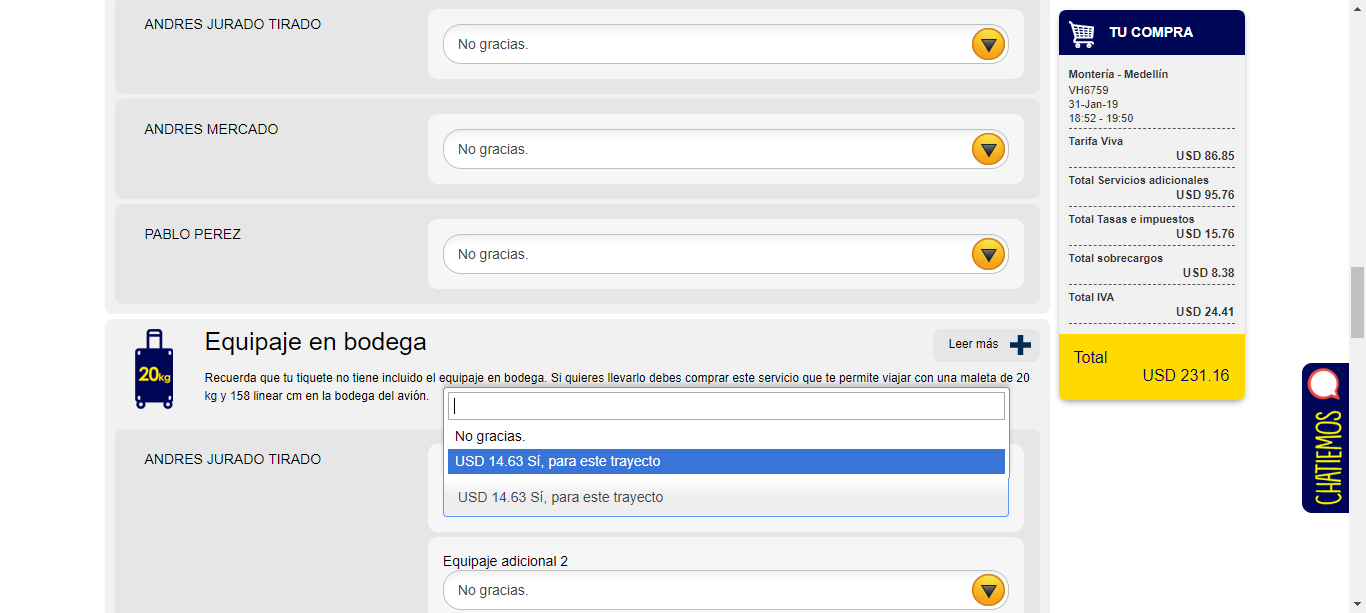 ANDRES JURADO TIRADO
No gracias.
ANDRES MERCADO
No gracias.
PABLO PEREZ
No gracias.
20kg
Equipaje en bodega
Leer más
Recuerda que tu tiquete no tiene incluido el equipaje en bodega. Si quieres llevarlo debes comprar este servicio que te permite viajar con una maleta de 20
kg y 158 linear cm en la bodega del avión.
No gracias.
USD 14.63 Sí, para este trayecto
ANDRES JURADO TIRADO
USD 14.63 Sí, para este trayecto
Equipaje adicional 2
No gracias.
TU COMPRA
Montería - Medellín
VH6759
31-Jan-19
18:52 - 19:50
Tarifa Viva
USD 86.85
Total Servicios adicionales
USD 95.76
Total Tasas e impuestos
USD 15.76
Total sobrecargos
USD 8.38
Total IVA
USD 24.41
Total
USD 231.16
CHATIEMOS